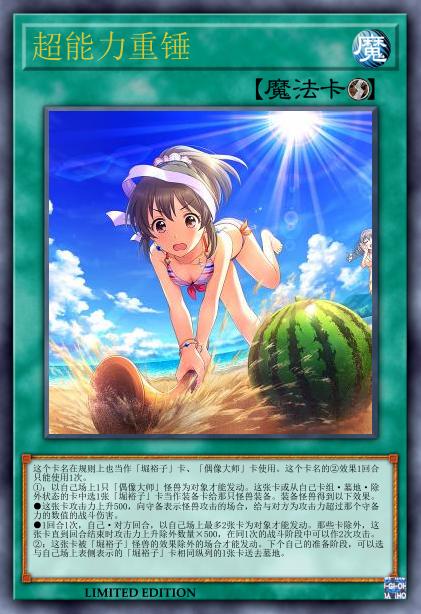 超能力重锤
魔
【魔法卡】
这个卡名在规则上也当作「堀裕子」卡、「偶像大师」卡使用。这个卡名的②效果1回合
只能使用1次。
①：以自己场上1只「偶像大师」怪兽为对象才能发动。这张卡或从自己卡组·墓地·除
外状态的卡中选1张「堀裕子」卡当作装备卡给那只怪兽装备。装备怪兽得到以下效果。
●这张卡攻击力上升500，向守备表示怪兽攻击的场合，给与对方为攻击力超过那个守备
力的数值的战斗伤害。
●1回合1次，自己·对方回合，以自己场上最多2张卡为对象才能发动。那些卡除外，这
张卡直到回合结束时攻击力上升除外数量×500，在同1次的战斗阶段中可以作2次攻击。
②：这张卡被「堀裕子」怪兽的效果除外的场合才能发动。下个自己的准备阶段，可以选
与自己场上表侧表示的「堀裕子」卡相同纵列的1张卡送去墓地。
LIMITED EDITION